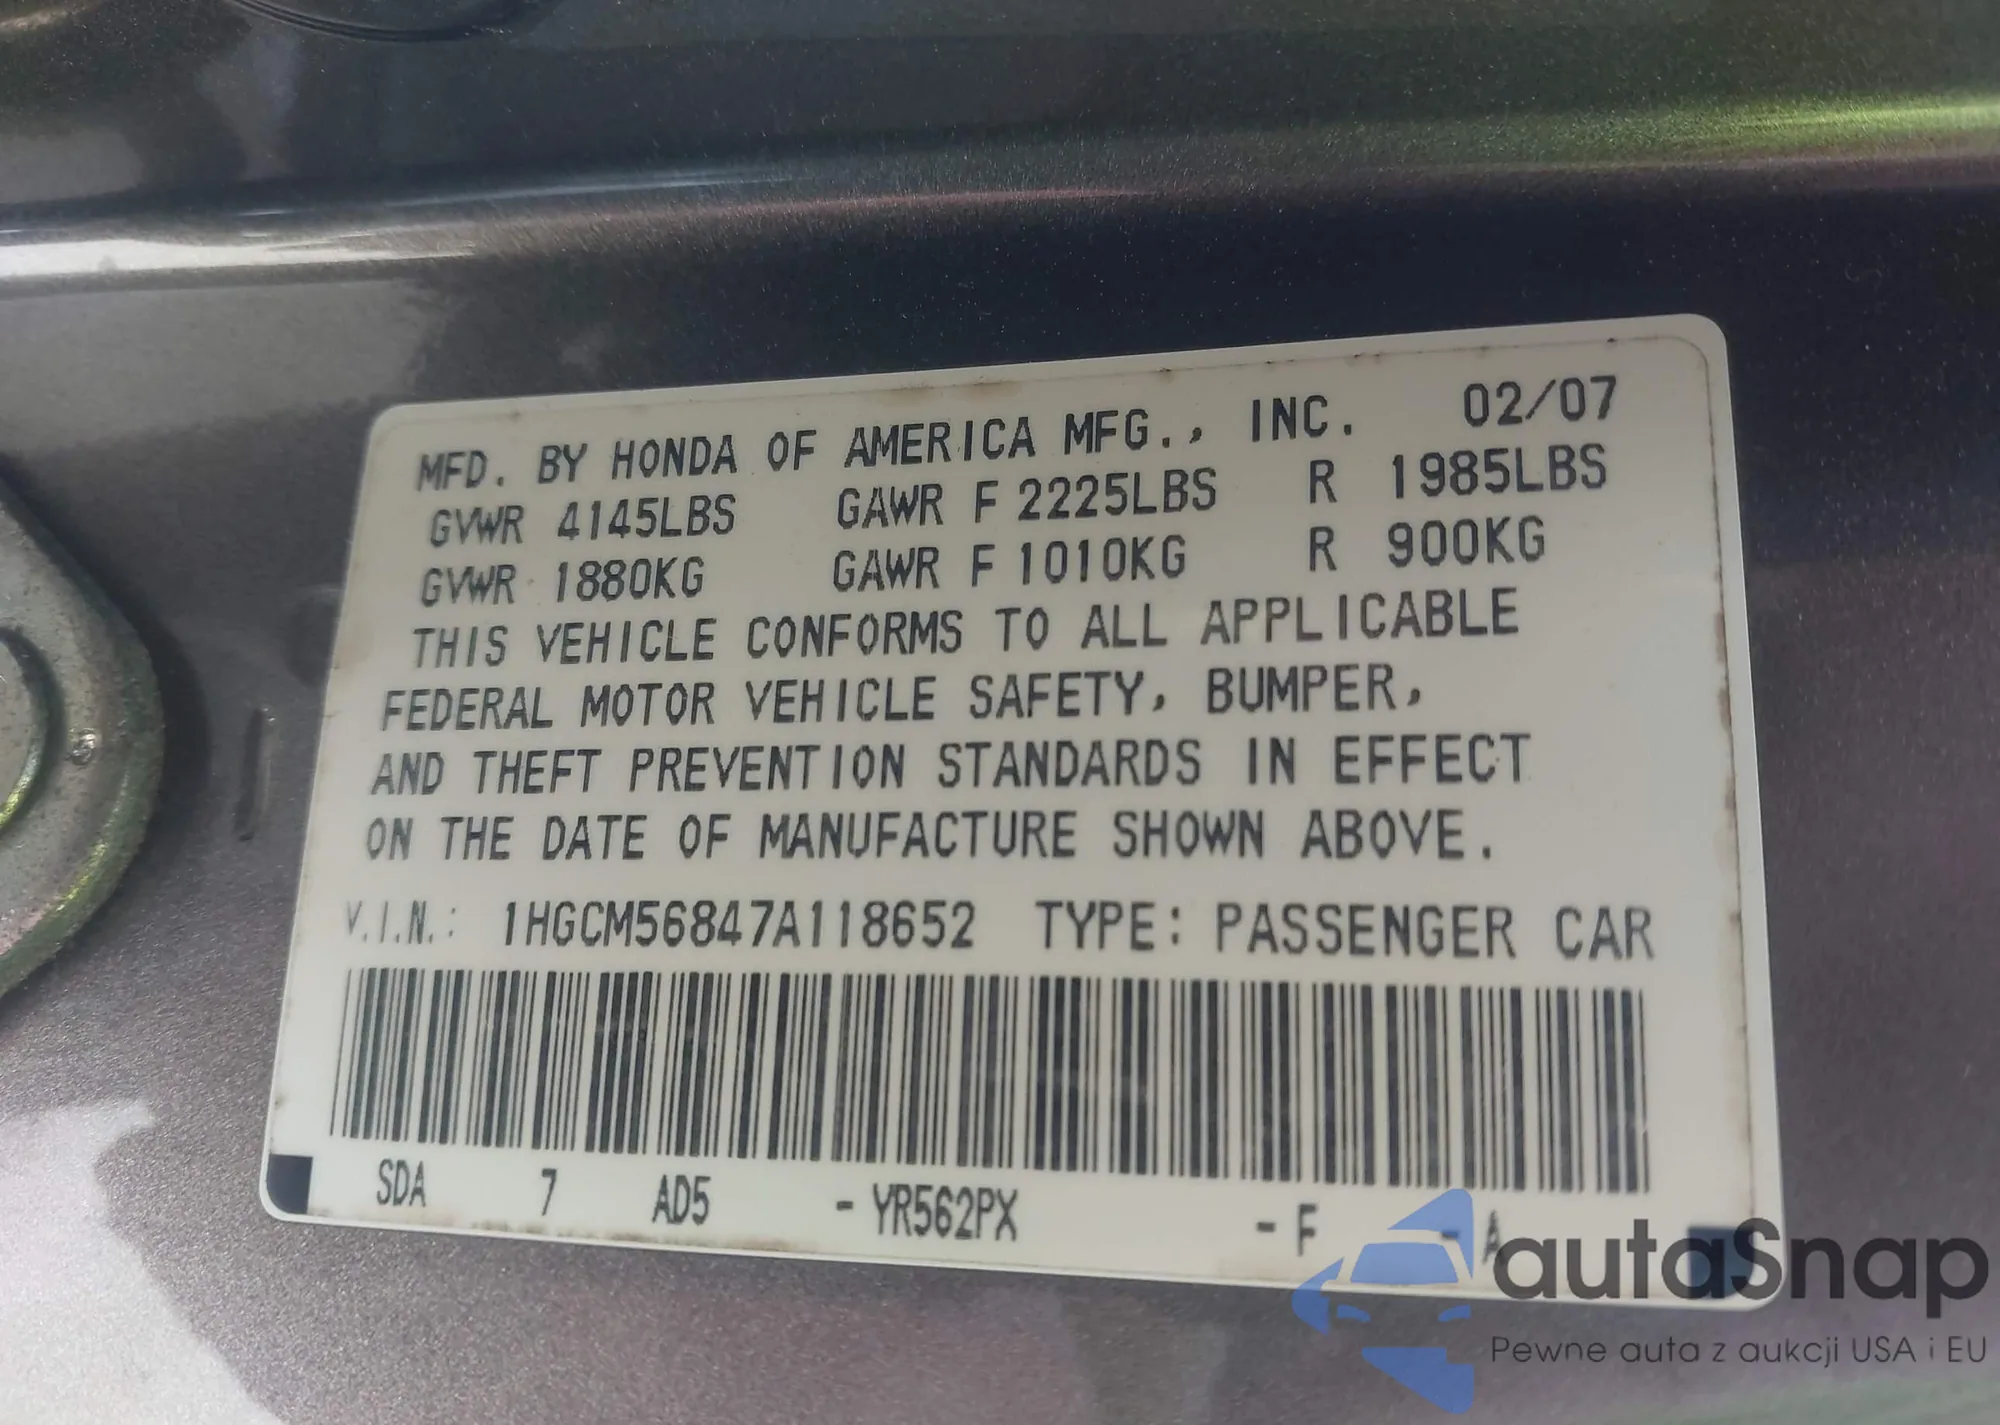 MFD. BY HONDA OF AMERICA MFG., INC. 02/07
GVWR 4145LBS GAWR F 2225LBS R 1985LBS
GVWR 1880KG GAWR F 1010KG R 900KG
THIS VEHICLE CONFORMS TO ALL APPLICABLE
FEDERAL MOTOR VEHICLE SAFETY, BUMPER,
AND THEFT PREVENTION STANDARDS IN EFFECT
ON THE DATE OF MANUFACTURE SHOWN ABOVE.
V.I.N.: 1HGCM56847A118652 TYPE: PASSENGER CAR
SDA 7 AD5 - YR562PX - F - A
autaSnap
Pewne auta z aukcji USA i EU